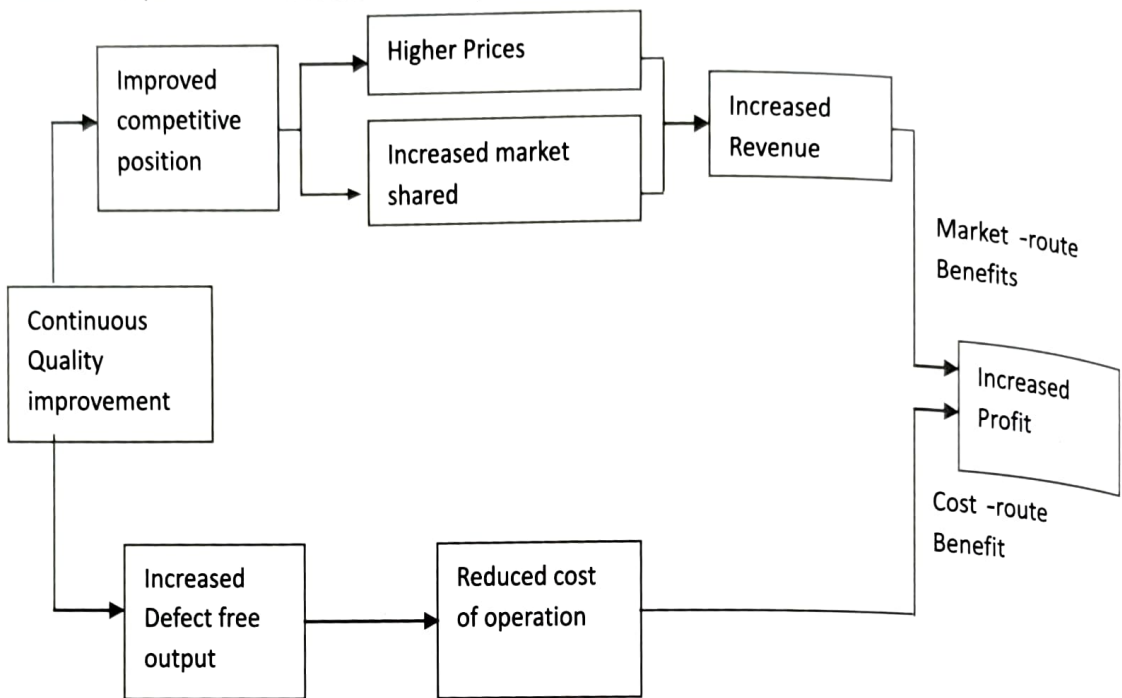 Improved
competitive
position
Higher Prices
Increased market
shared
Increased
Revenue
Market -route
Benefits
Continuous
Quality
improvement
Increased
Profit
Cost -route
Benefit
Increased
Defect free
output
Reduced cost
of operation